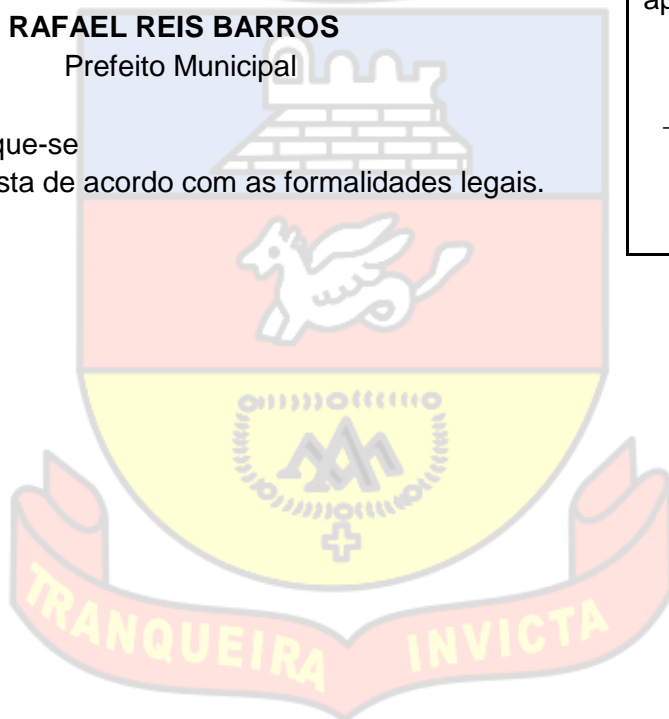 ap
RAFAEL REIS BARROS
Prefeito Municipal
que-se
sta de acordo com as formalidades legais.
TRANQUEIRA INVICTA